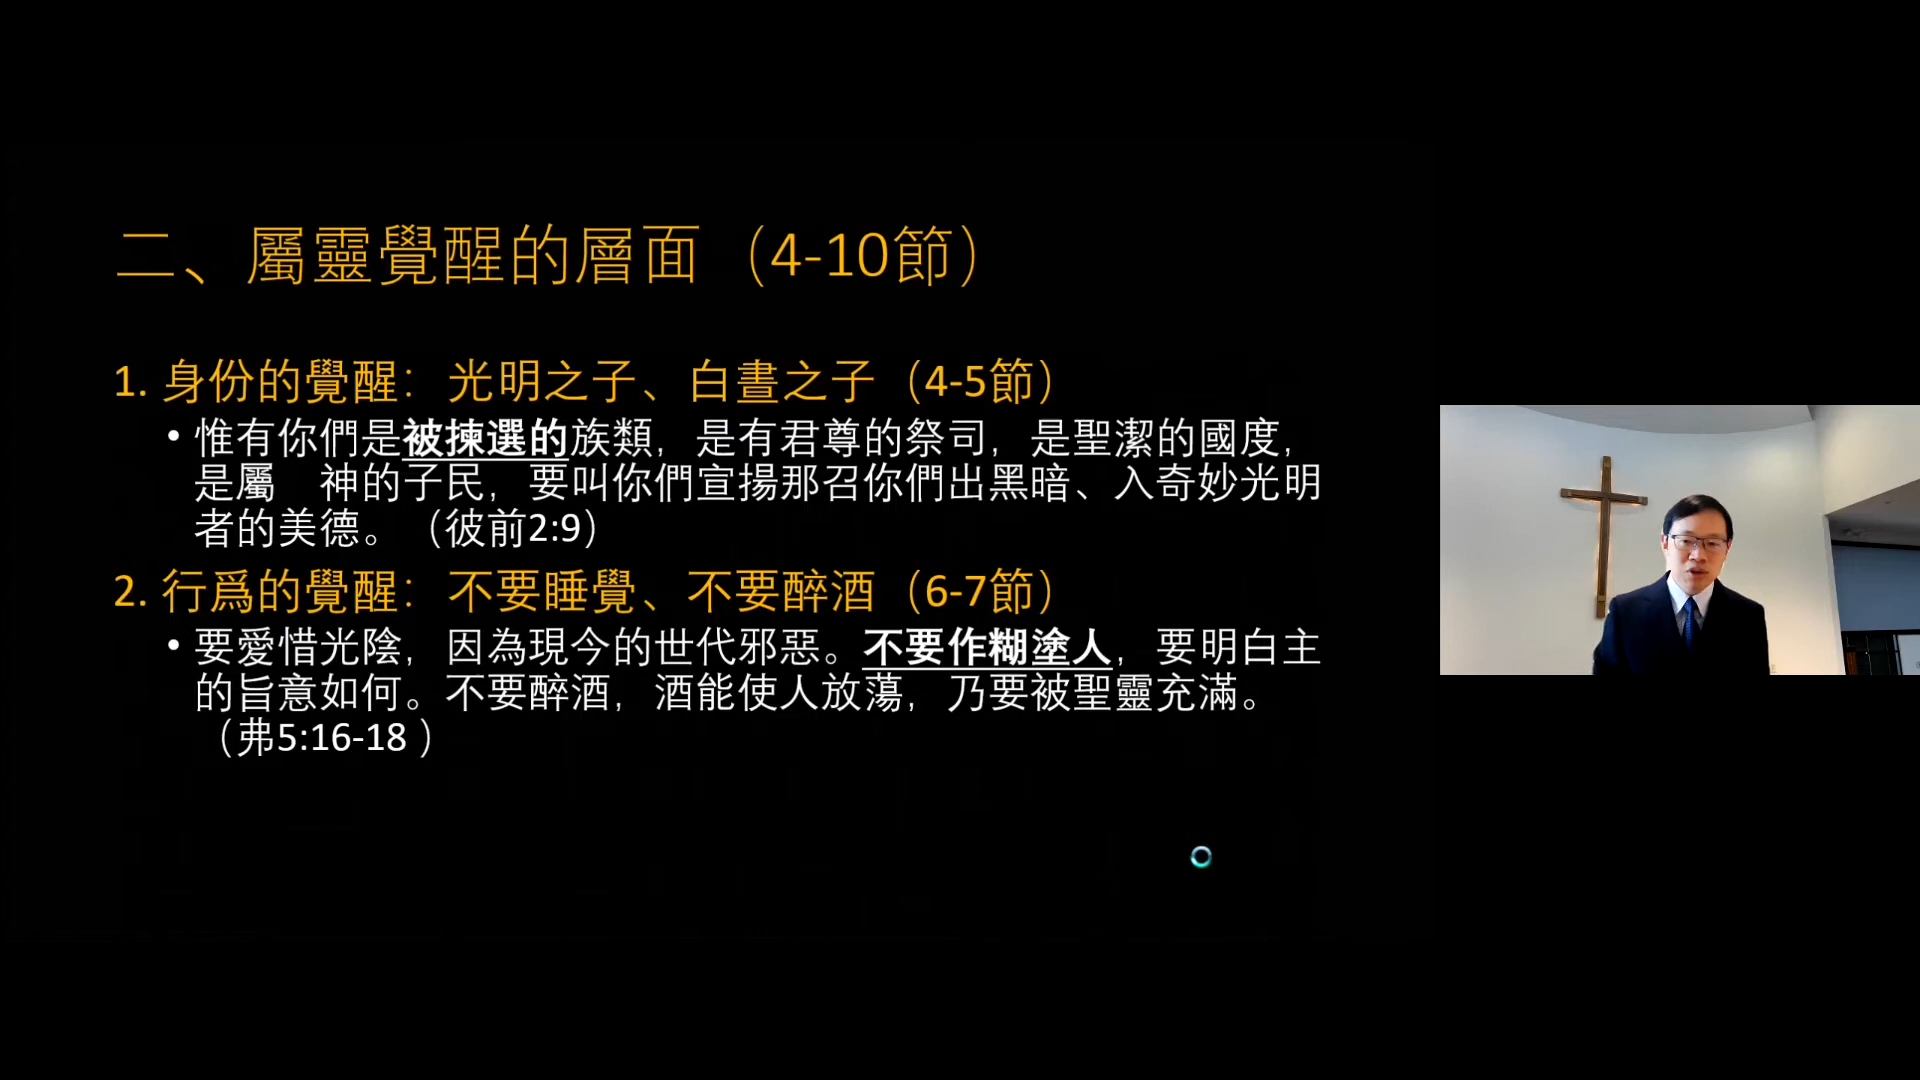 二、屬靈覺醒的層面（4-10節）
1. 身份的覺醒：光明之子、白晝之子（4-5節）
• 惟有你們是被揀選的族類，是有君尊的祭司，是聖潔的國度，
是屬　神的子民，要叫你們宣揚那召你們出黑暗、入奇妙光明
者的美德。（彼前2:9）
2. 行爲的覺醒：不要睡覺、不要醉酒（6-7節）
• 要愛惜光陰，因為現今的世代邪惡。不要作糊塗人，要明白主
的旨意如何。不要醉酒，酒能使人放蕩，乃要被聖靈充滿。
（弗5:16-18 ）